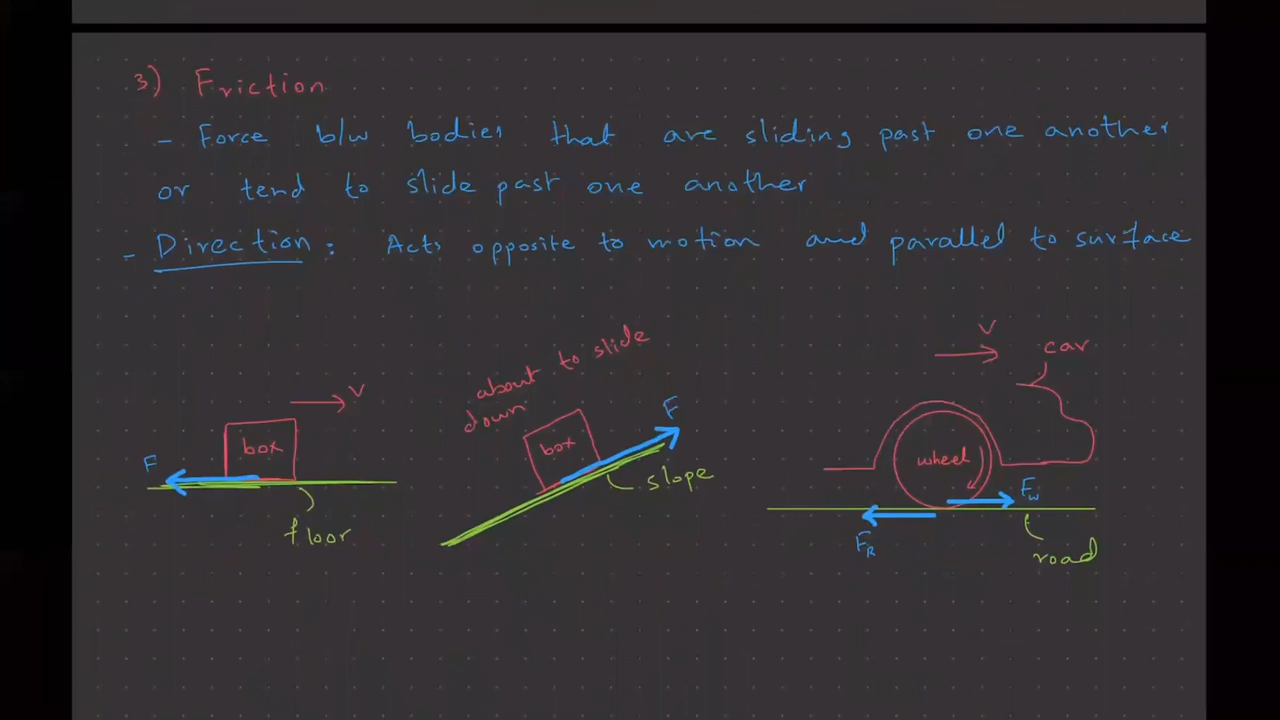 3) Friction
- Force b/w bodies that are sliding past one another
or tend to slide past one another
- Direction : Acts opposite to motion and parallel to surface
V
box
F
floor
about to slide
down
box
F
slope
V
car
wheel
Fw
FR
road